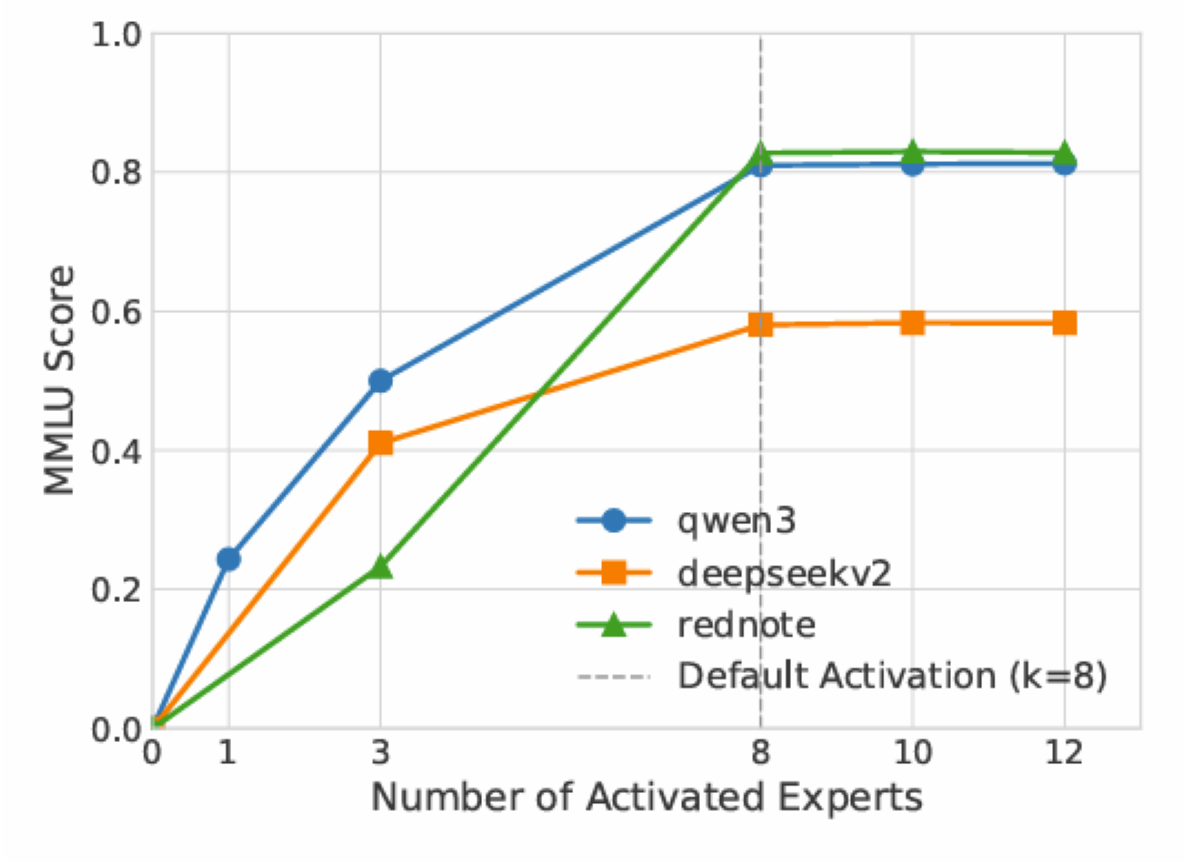 1.0
0.8
0.6
0.4
0.2
0.0
MMLU Score
qwen3
deepseekv2
rednote
Default Activation (k=8)
0 1 3 8 10 12
Number of Activated Experts